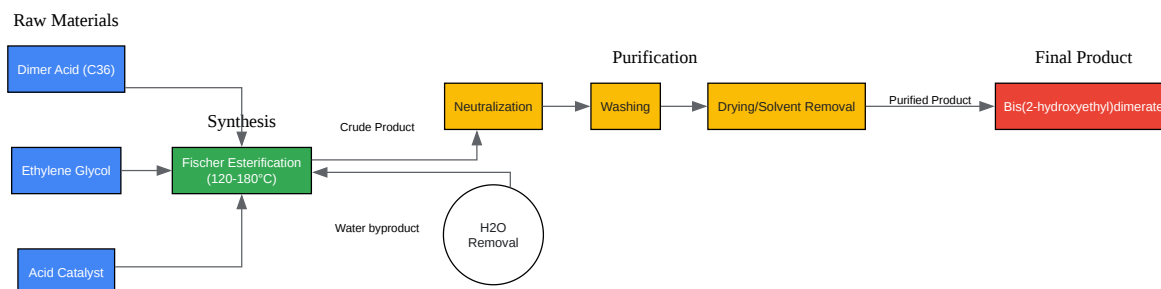 Raw Materials
Dimer Acid (C36)
Ethylene Glycol
Acid Catalyst
Synthesis
Fischer Esterification
(120-180°C)
Crude Product
Water byproduct
H2O
Removal
Purification
Neutralization
Washing
Drying/Solvent Removal
Purified Product
Final Product
Bis(2-hydroxyethyl)dimerate